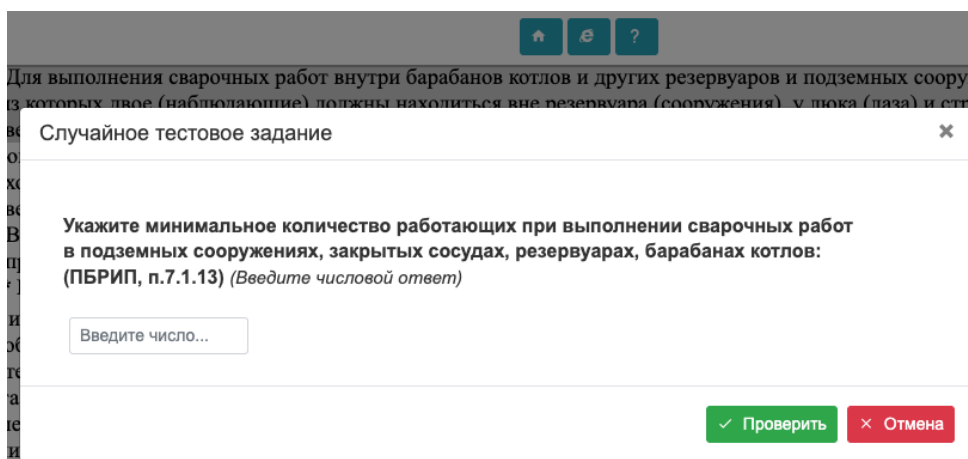 ?
Для выполнения сварочных работ внутри барабанов котлов и других резервуаров и подземных соору
из которых двое (наблюдающие) должны находиться вне резервуара (сооружения), у люка (лаза) и стр
Случайное тестовое задание
Укажите минимальное количество работающих при выполнении сварочных работ
в подземных сооружениях, закрытых сосудах, резервуарах, барабанах котлов:
(ПБРИП, п.7.1.13) (Введите числовой ответ)
Введите число...
Проверить × Отмена